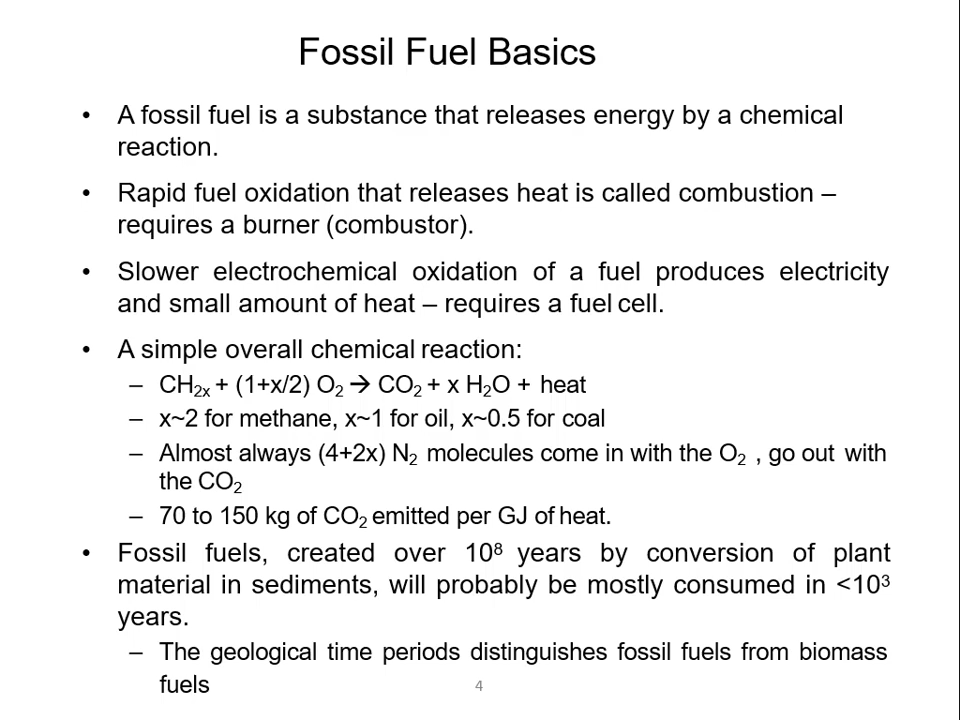 Fossil Fuel Basics
• A fossil fuel is a substance that releases energy by a chemical
reaction.
• Rapid fuel oxidation that releases heat is called combustion –
requires a burner (combustor).
• Slower electrochemical oxidation of a fuel produces electricity
and small amount of heat – requires a fuel cell.
• A simple overall chemical reaction:
– CH₂ₓ + (1+x/2) O₂ → CO₂ + x H₂O + heat
– x~2 for methane, x~1 for oil, x~0.5 for coal
– Almost always (4+2x) N₂ molecules come in with the O₂ , go out with
the CO₂
– 70 to 150 kg of CO₂ emitted per GJ of heat.
• Fossil fuels, created over 10⁸ years by conversion of plant
material in sediments, will probably be mostly consumed in <10³
years.
– The geological time periods distinguishes fossil fuels from biomass
fuels
4